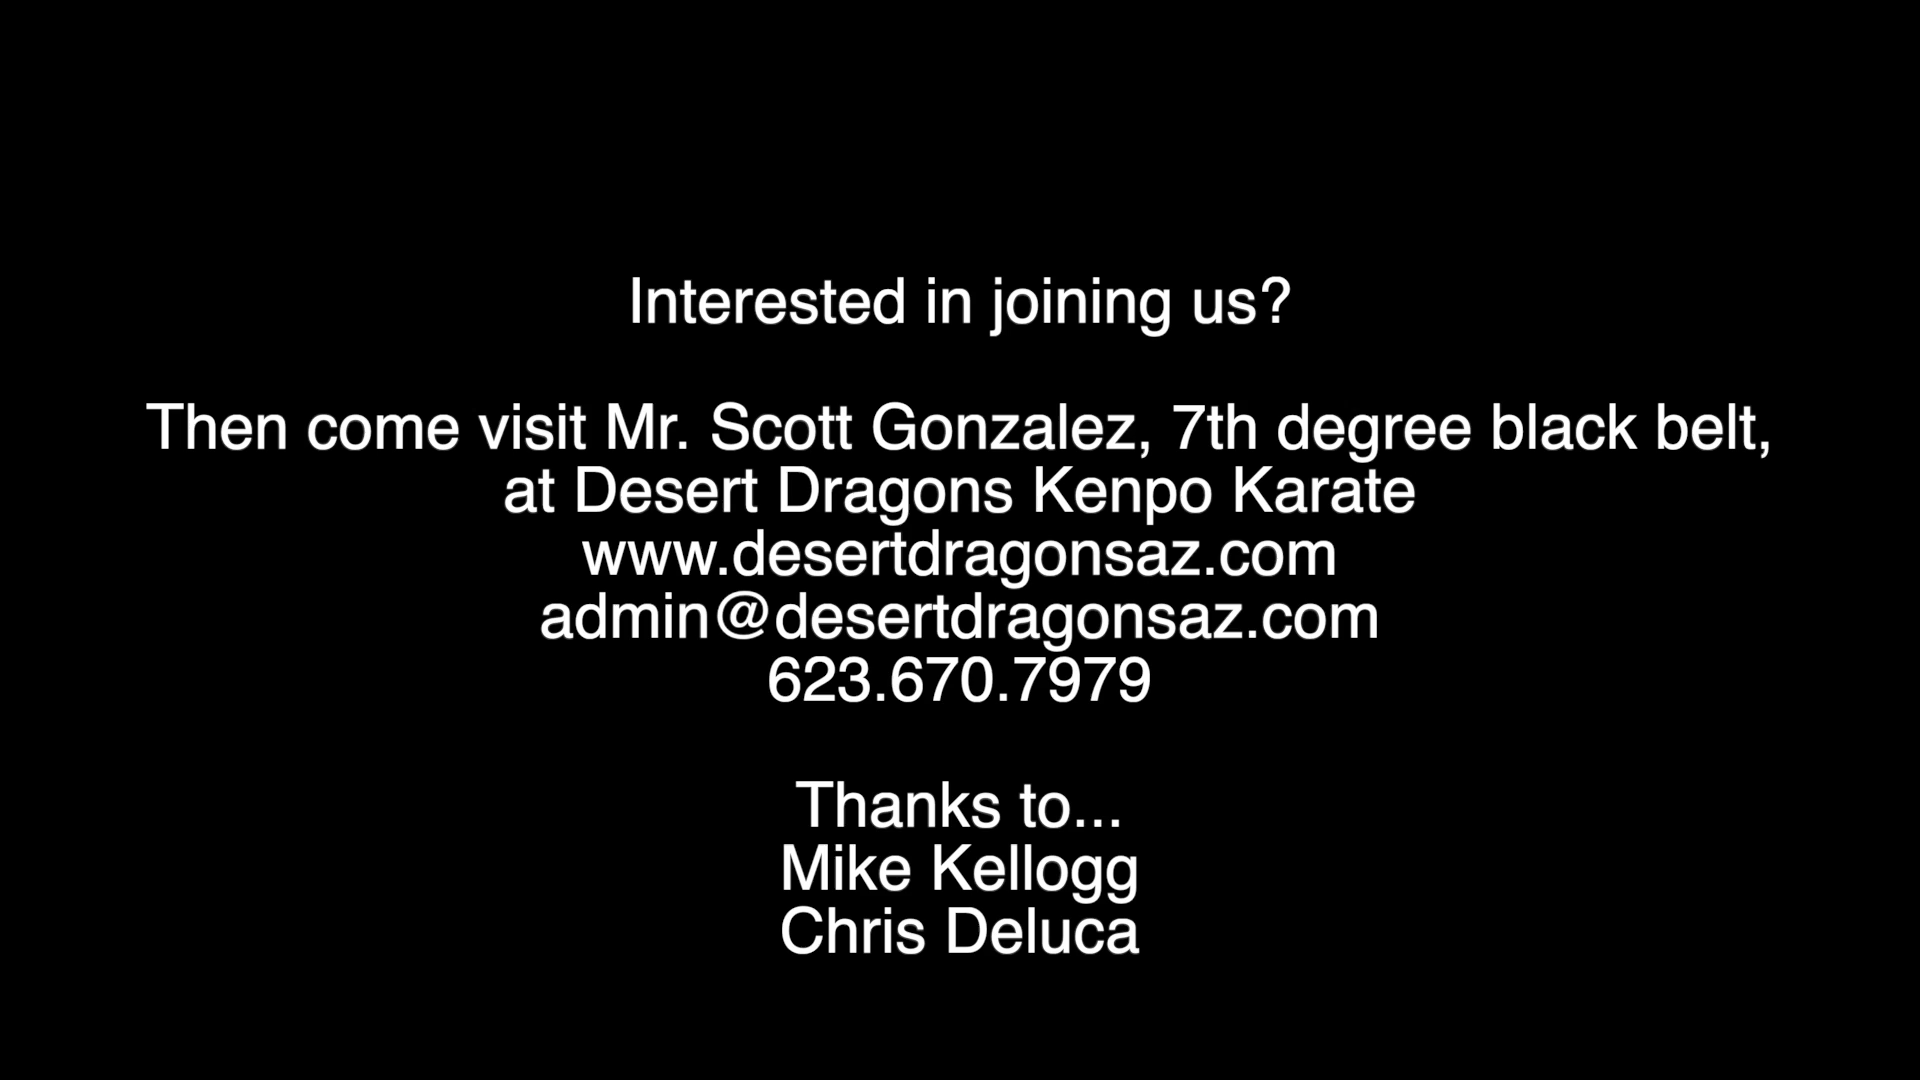 Interested in joining us?
Then come visit Mr. Scott Gonzalez, 7th degree black belt,
at Desert Dragons Kenpo Karate
www.desertdragonsaz.com
admin@desertdragonsaz.com
623.670.7979
Thanks to...
Mike Kellogg
Chris Deluca